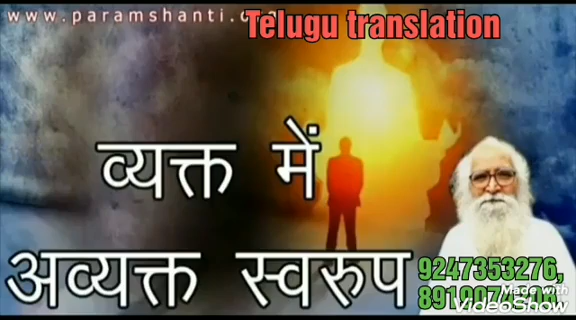 www.paramshanti.o
Telugu translation
व्यक्त में
अव्यक्त स्वरुप
9247353276,
Made with
VideoShow